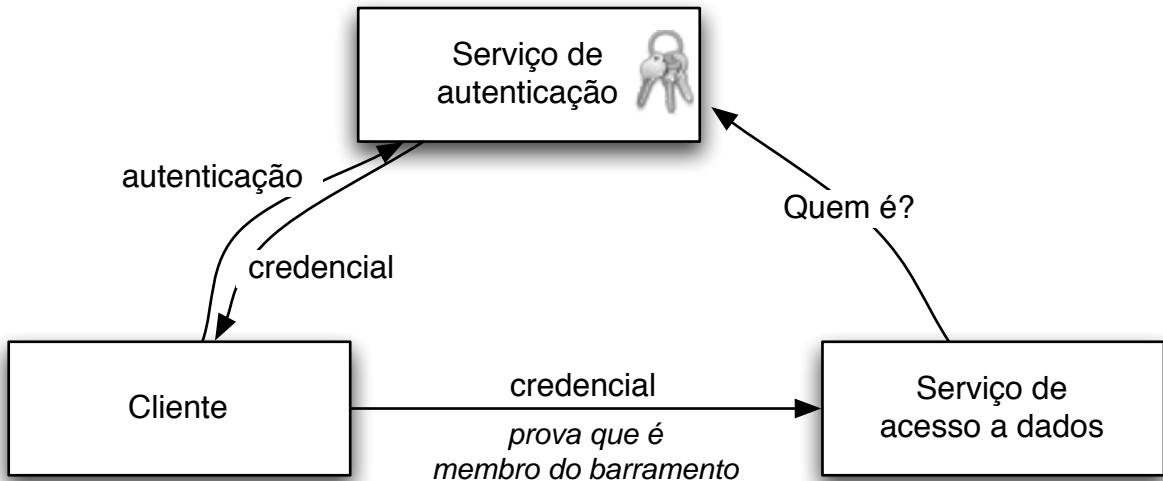 Serviço de
autenticação
autenticação
Quem é?
credencial
Cliente
credencial
prova que é
membro do barramento
Serviço de
acesso a dados